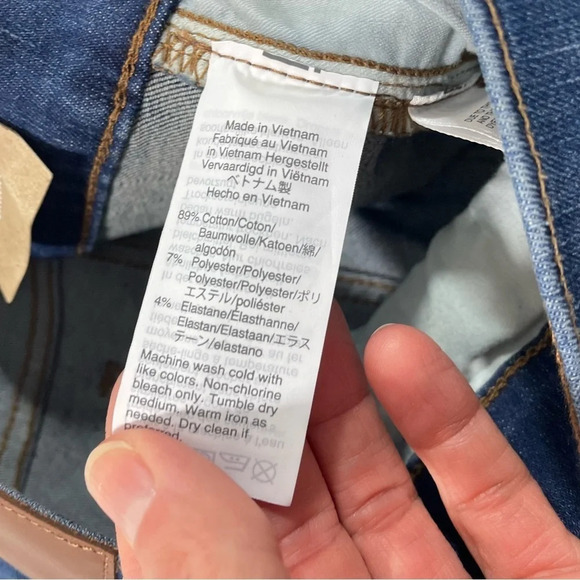 Made in Vietnam
Fabriqué au Vietnam
in Vietnam Hergestellt
Vervaardigd in Viëtnam
ベトナム製
Hecho en Vietnam
89% Cotton/Coton/
Baumwolle/Katoen/綿/
algodón
7% Polyester/Polyester/
Polyester/Polyester/ポリ
エステル/poliéster
4% Elastane/Élasthanne/
Elastan/Elastaan/エラス
テーン/elastano
Machine wash cold with
like colors. Non-chlorine
bleach only. Tumble dry
medium. Warm iron as
needed. Dry clean if
preferred.